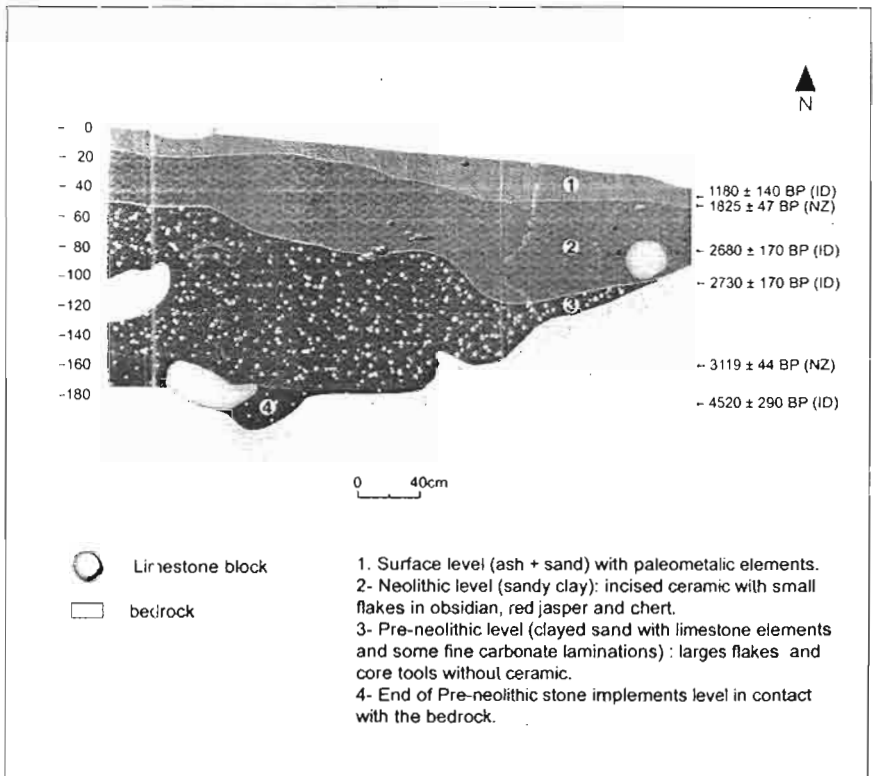 N
- 0
- 20
- 40
- 60
- 80
-100
-120
-140
-160
-180
1
2
3
4
← 1180 ± 140 BP (ID)
← 1825 ± 47 BP (NZ)
← 2680 ± 170 BP (ID)
← 2730 ± 170 BP (ID)
← 3119 ± 44 BP (NZ)
← 4520 ± 290 BP (ID)
0 40cm
Limestone block
bedrock
1. Surface level (ash + sand) with paleometalic elements.
2- Neolithic level (sandy clay): incised ceramic with small
flakes in obsidian, red jasper and chert.
3- Pre-neolithic level (clayed sand with limestone elements
and some fine carbonate laminations) : larges flakes and
core tools without ceramic.
4- End of Pre-neolithic stone implements level in contact
with the bedrock.